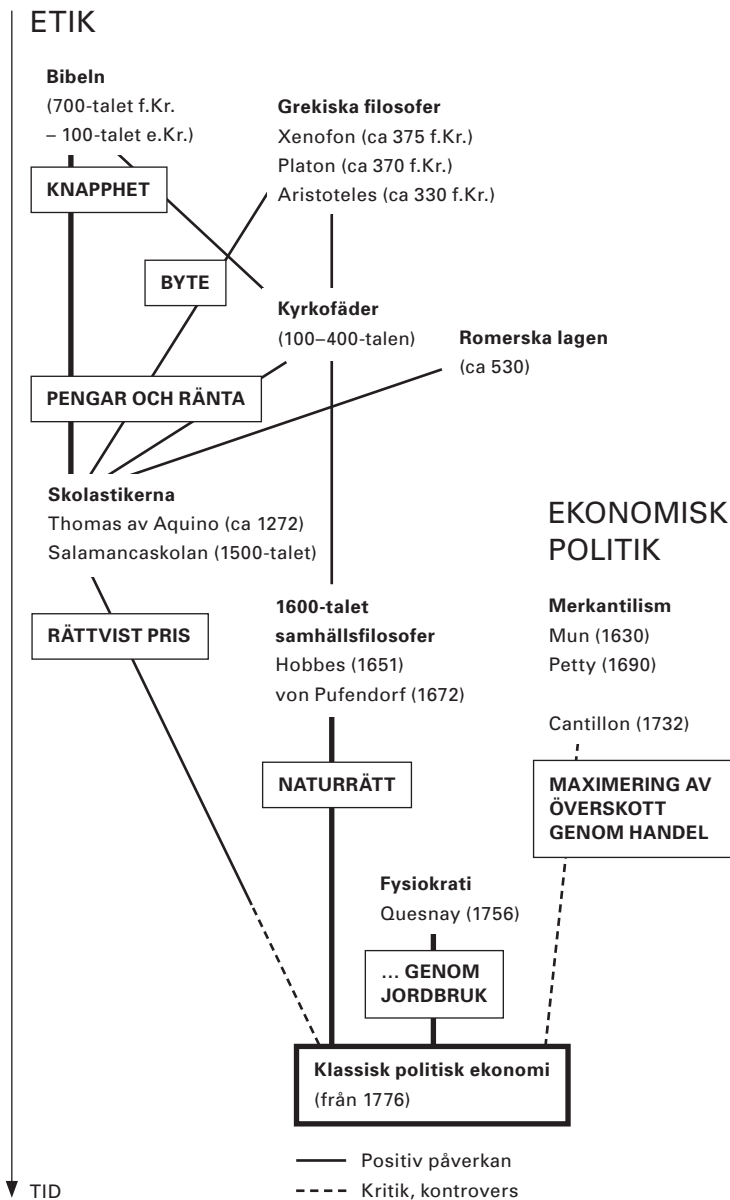 ETIK
Bibeln
(700-talet f.Kr.
– 100-talet e.Kr.)
Grekiska filosofer
Xenofon (ca 375 f.Kr.)
Platon (ca 370 f.Kr.)
Aristoteles (ca 330 f.Kr.)
KNAPPHET
BYTE
Kyrkofäder
(100–400-talen)
Romerska lagen
(ca 530)
PENGAR OCH RÄNTA
Skolastikerna
Thomas av Aquino (ca 1272)
Salamancaskolan (1500-talet)
EKONOMISK
POLITIK
RÄTTVIST PRIS
1600-talet
samhällsfilosofer
Hobbes (1651)
von Pufendorf (1672)
Merkantilism
Mun (1630)
Petty (1690)
Cantillon (1732)
NATURRÄTT
MAXIMERING AV
ÖVERSKOTT
GENOM HANDEL
Fysiokrati
Quesnay (1756)
... GENOM
JORDBRUK
Klassisk politisk ekonomi
(från 1776)
Positiv påverkan
Kritik, kontrovers
TID